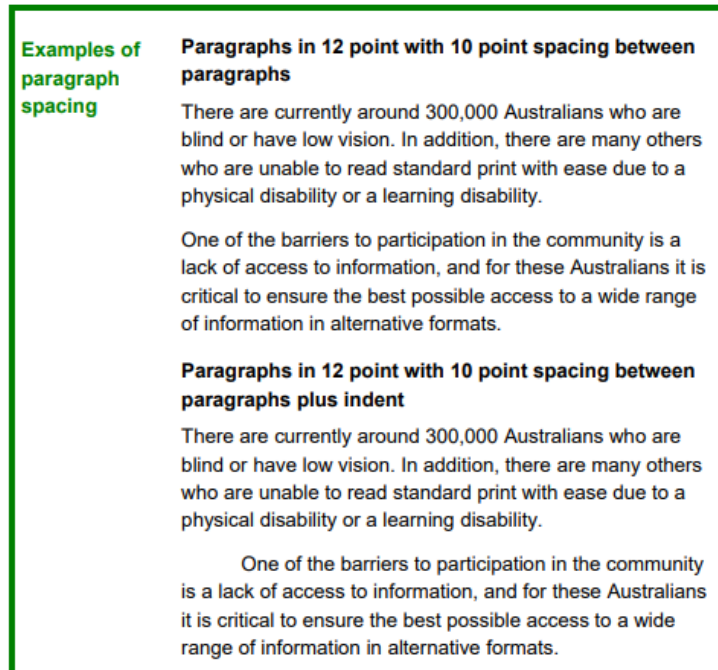 Examples of
paragraph
spacing
Paragraphs in 12 point with 10 point spacing between
paragraphs
There are currently around 300,000 Australians who are
blind or have low vision. In addition, there are many others
who are unable to read standard print with ease due to a
physical disability or a learning disability.
One of the barriers to participation in the community is a
lack of access to information, and for these Australians it is
critical to ensure the best possible access to a wide range
of information in alternative formats.
Paragraphs in 12 point with 10 point spacing between
paragraphs plus indent
There are currently around 300,000 Australians who are
blind or have low vision. In addition, there are many others
who are unable to read standard print with ease due to a
physical disability or a learning disability.
One of the barriers to participation in the community
is a lack of access to information, and for these Australians
it is critical to ensure the best possible access to a wide
range of information in alternative formats.